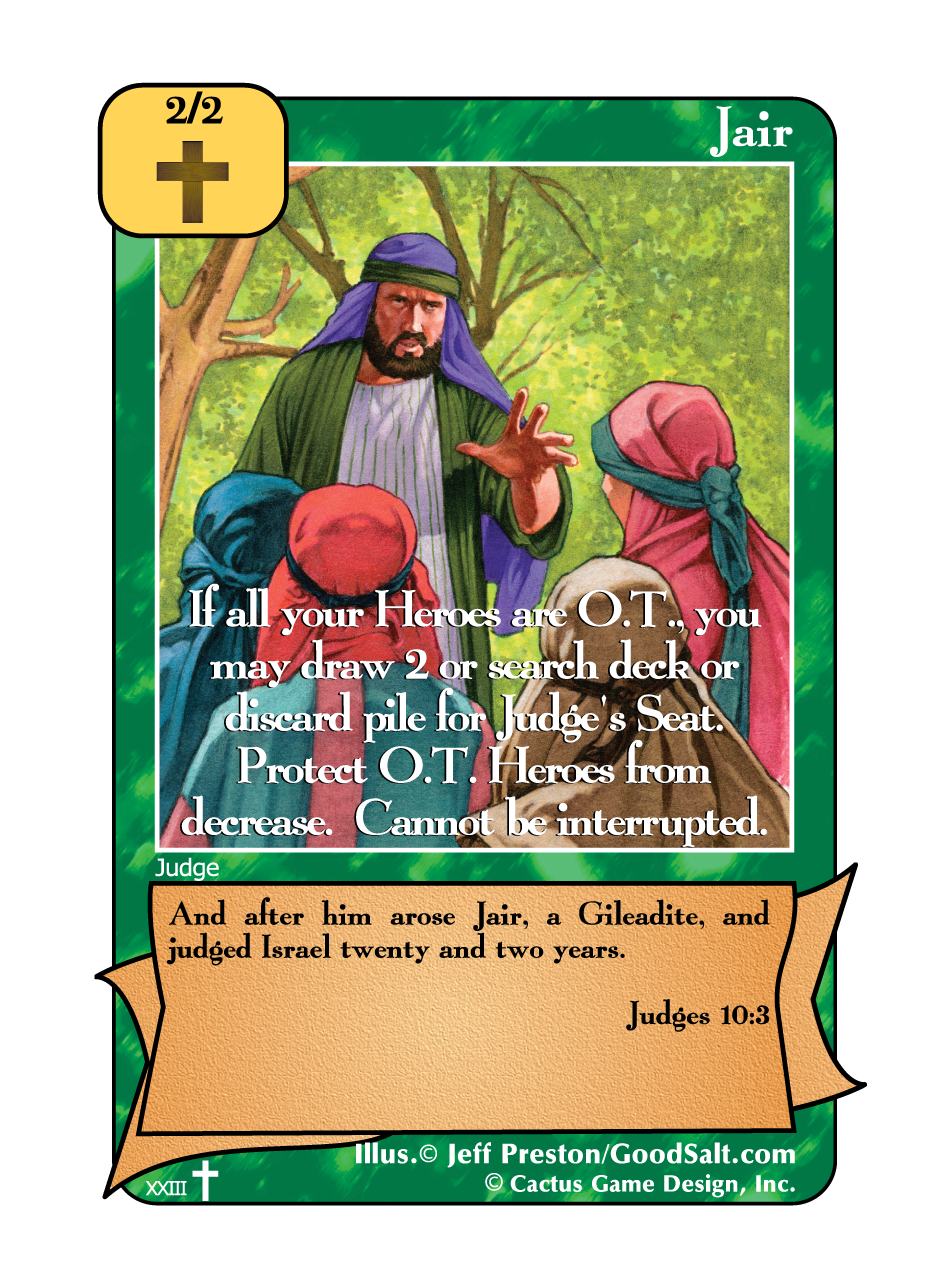 2/2
Jair
If all your Heroes are O.T., you
may draw 2 or search deck or
discard pile for Judge's Seat.
Protect O.T. Heroes from
decrease. Cannot be interrupted.
Judge
And after him arose Jair, a Gileadite, and
judged Israel twenty and two years.
Judges 10:3
Illus.© Jeff Preston/GoodSalt.com
XXIII
© Cactus Game Design, Inc.